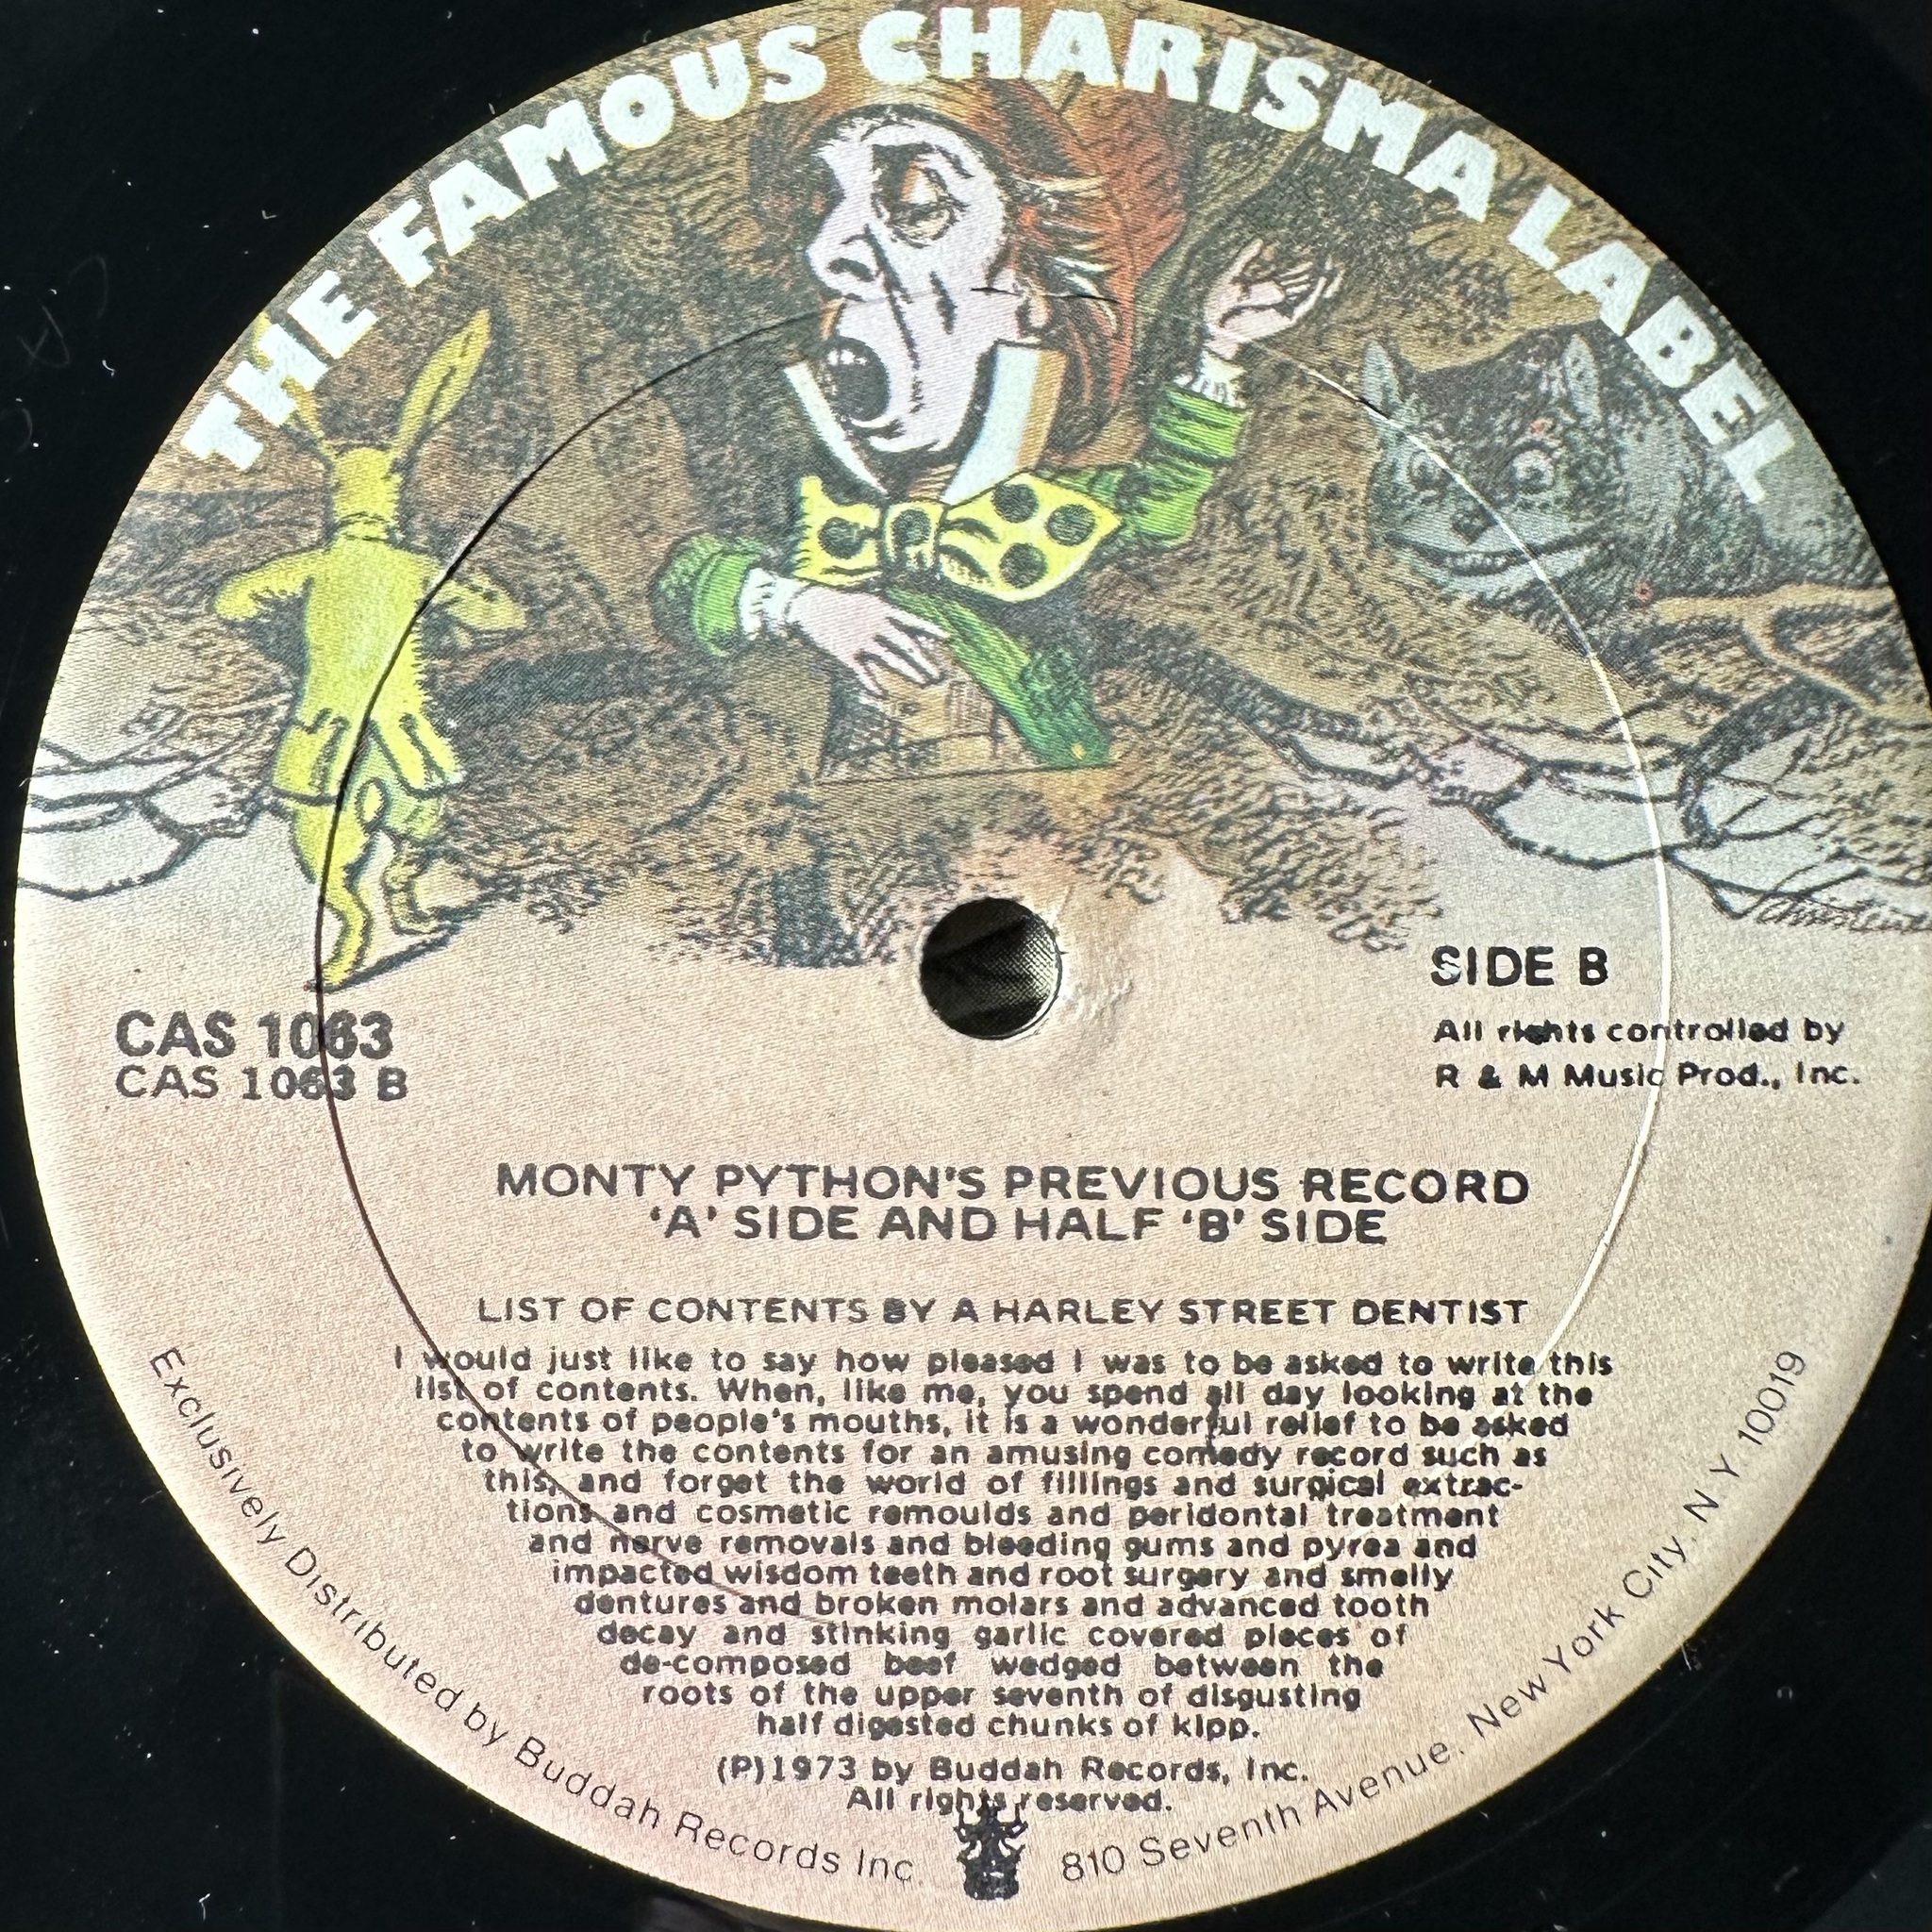 THE FAMOUS CHARISMA LABEL
SIDE B
CAS 1063
CAS 1063 B
All rights controlled by
R & M Music Prod., Inc.
MONTY PYTHON'S PREVIOUS RECORD
'A' SIDE AND HALF 'B' SIDE
LIST OF CONTENTS BY A HARLEY STREET DENTIST
I would just like to say how pleased I was to be asked to write this
list of contents. When, like me, you spend all day looking at the
contents of people's mouths, it is a wonderful relief to be asked
to write the contents for an amusing comedy record such as
this, and forget the world of fillings and surgical extrac-
tions and cosmetic remoulds and peridontal treatment
and nerve removals and bleeding gums and pyrea and
impacted wisdom teeth and root surgery and smelly
dentures and broken molars and advanced tooth
decay and stinking garlic covered pieces of
de-composed beef wedged between the
roots of the upper seventh of disgusting
half digested chunks of kipp.
(P)1973 by Buddah Records, Inc.
All rights reserved.
Exclusively Distributed by Buddah Records Inc. 810 Seventh Avenue. New York City, N.Y. 10019